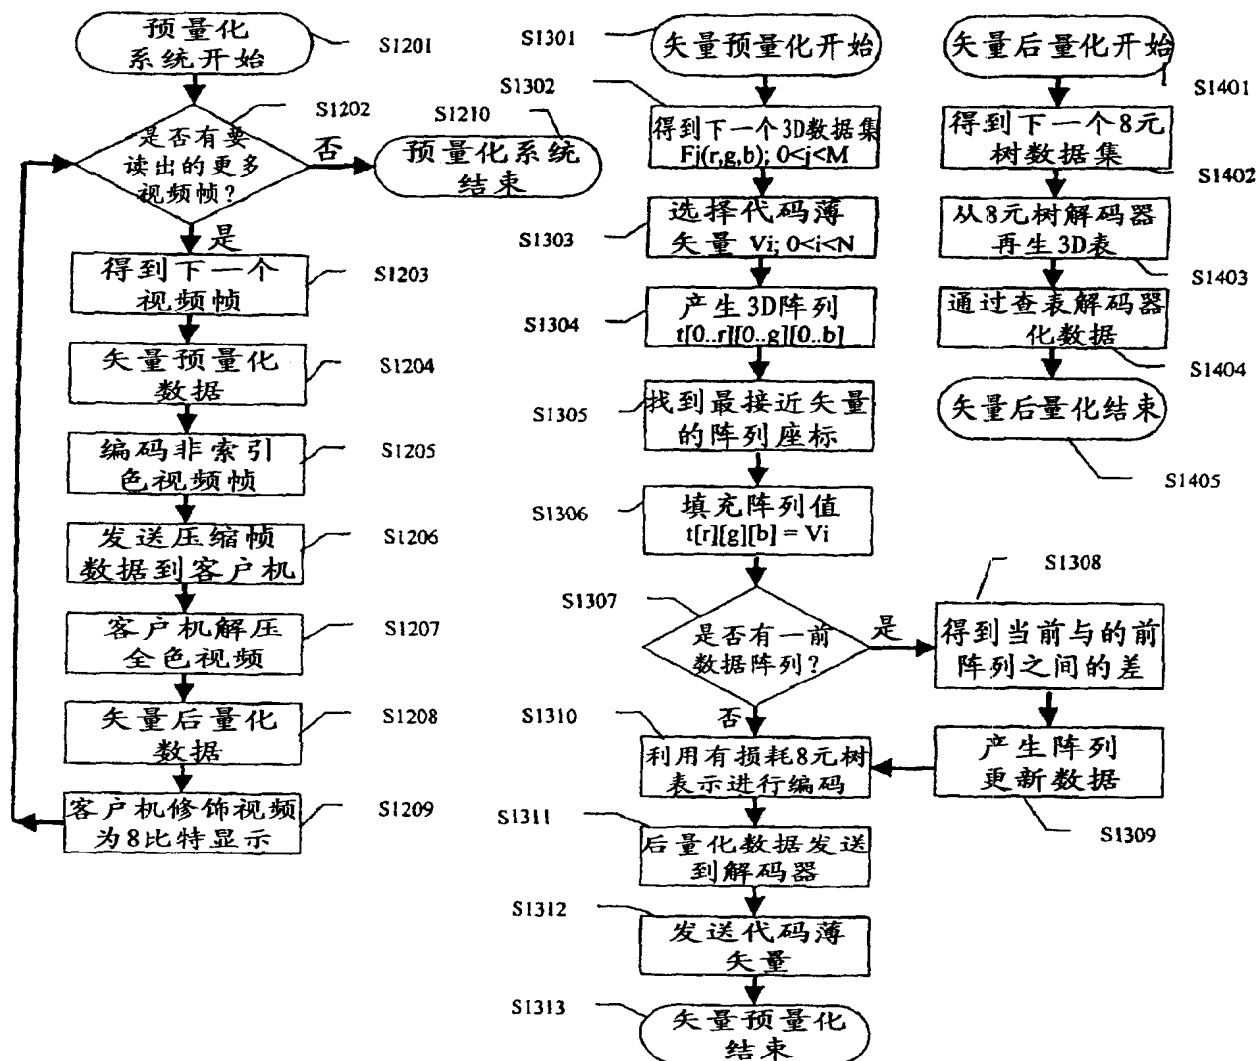 预量化
系统开始
S1201
S1202
是否有要
读出的更多
视频帧?
否
S1210
预量化系统
结束
是
得到下一个
视频帧
S1203
矢量预量化
数据
S1204
编码非索引
色视频帧
S1205
发送压缩帧
数据到客户机
S1206
客户机解压
全色视频
S1207
矢量后量化
数据
S1208
客户机修饰视频
为8比特显示
S1209
S1301
矢量预量化开始
S1302
得到下一个3D数据集
Fj(r,g,b); 0<j<M
S1303
选择代码薄
矢量 Vi; 0<i<N
S1304
产生3D阵列
t[0..r][0..g][0..b]
S1305
找到最接近矢量
的阵列座标
S1306
填充阵列值
t[r][g][b] = Vi
S1307
是否有一前
数据阵列?
是
S1308
得到当前与的前
阵列之间的差
否
产生阵列
更新数据
S1309
S1310
利用有损耗8元树
表示进行编码
S1311
后量化数据发送
到解码器
S1312
发送代码薄
矢量
S1313
矢量预量化
结束
矢量后量化开始
S1401
得到下一个8元
树数据集
S1402
从8元树解码器
再生3D表
S1403
通过查表解码器
化数据
S1404
矢量后量化结束
S1405